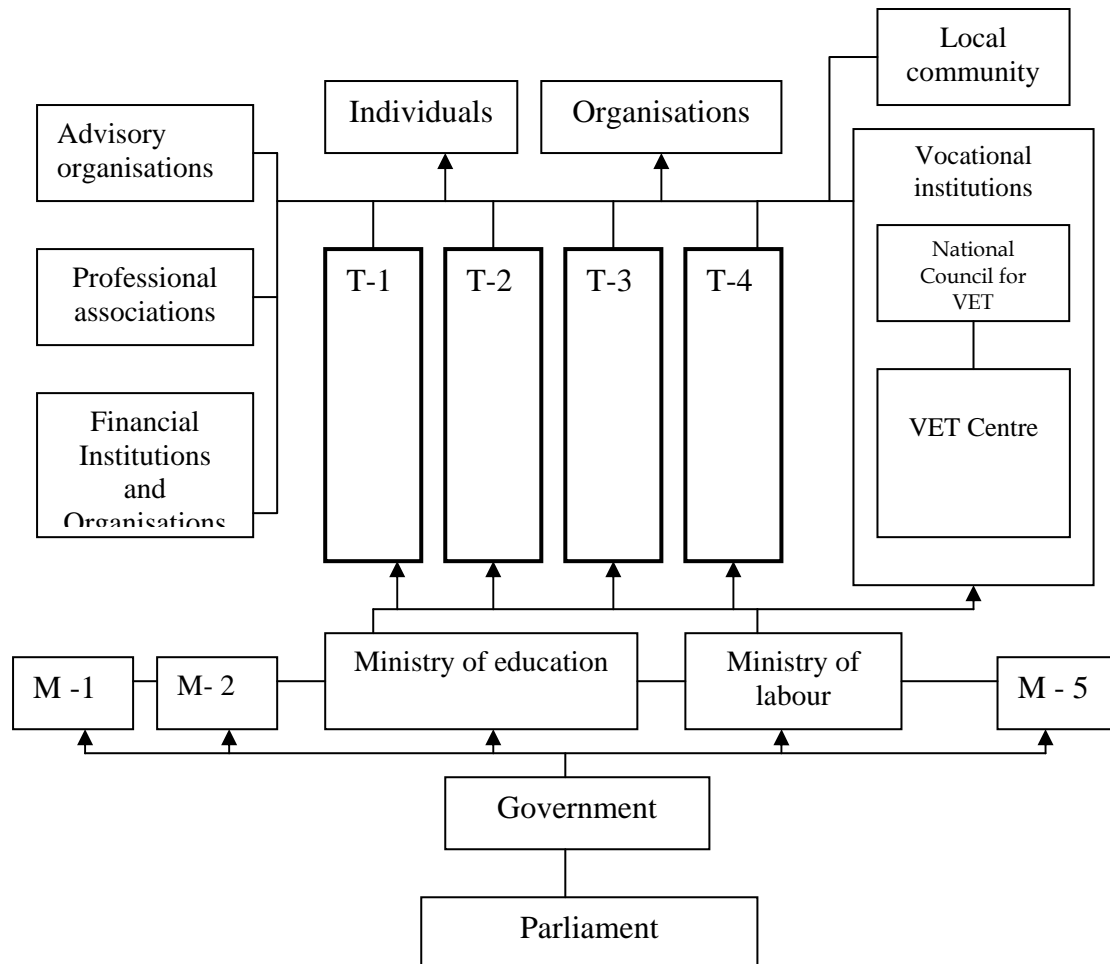 Local
community
Individuals
Organisations
Advisory
organisations
Vocational
institutions
National
Council for
VET
Professional
associations
T-1
T-2
T-3
T-4
Financial
Institutions
and
Organisations
VET Centre
Ministry of education
Ministry of
labour
M -1
M- 2
M - 5
Government
Parliament